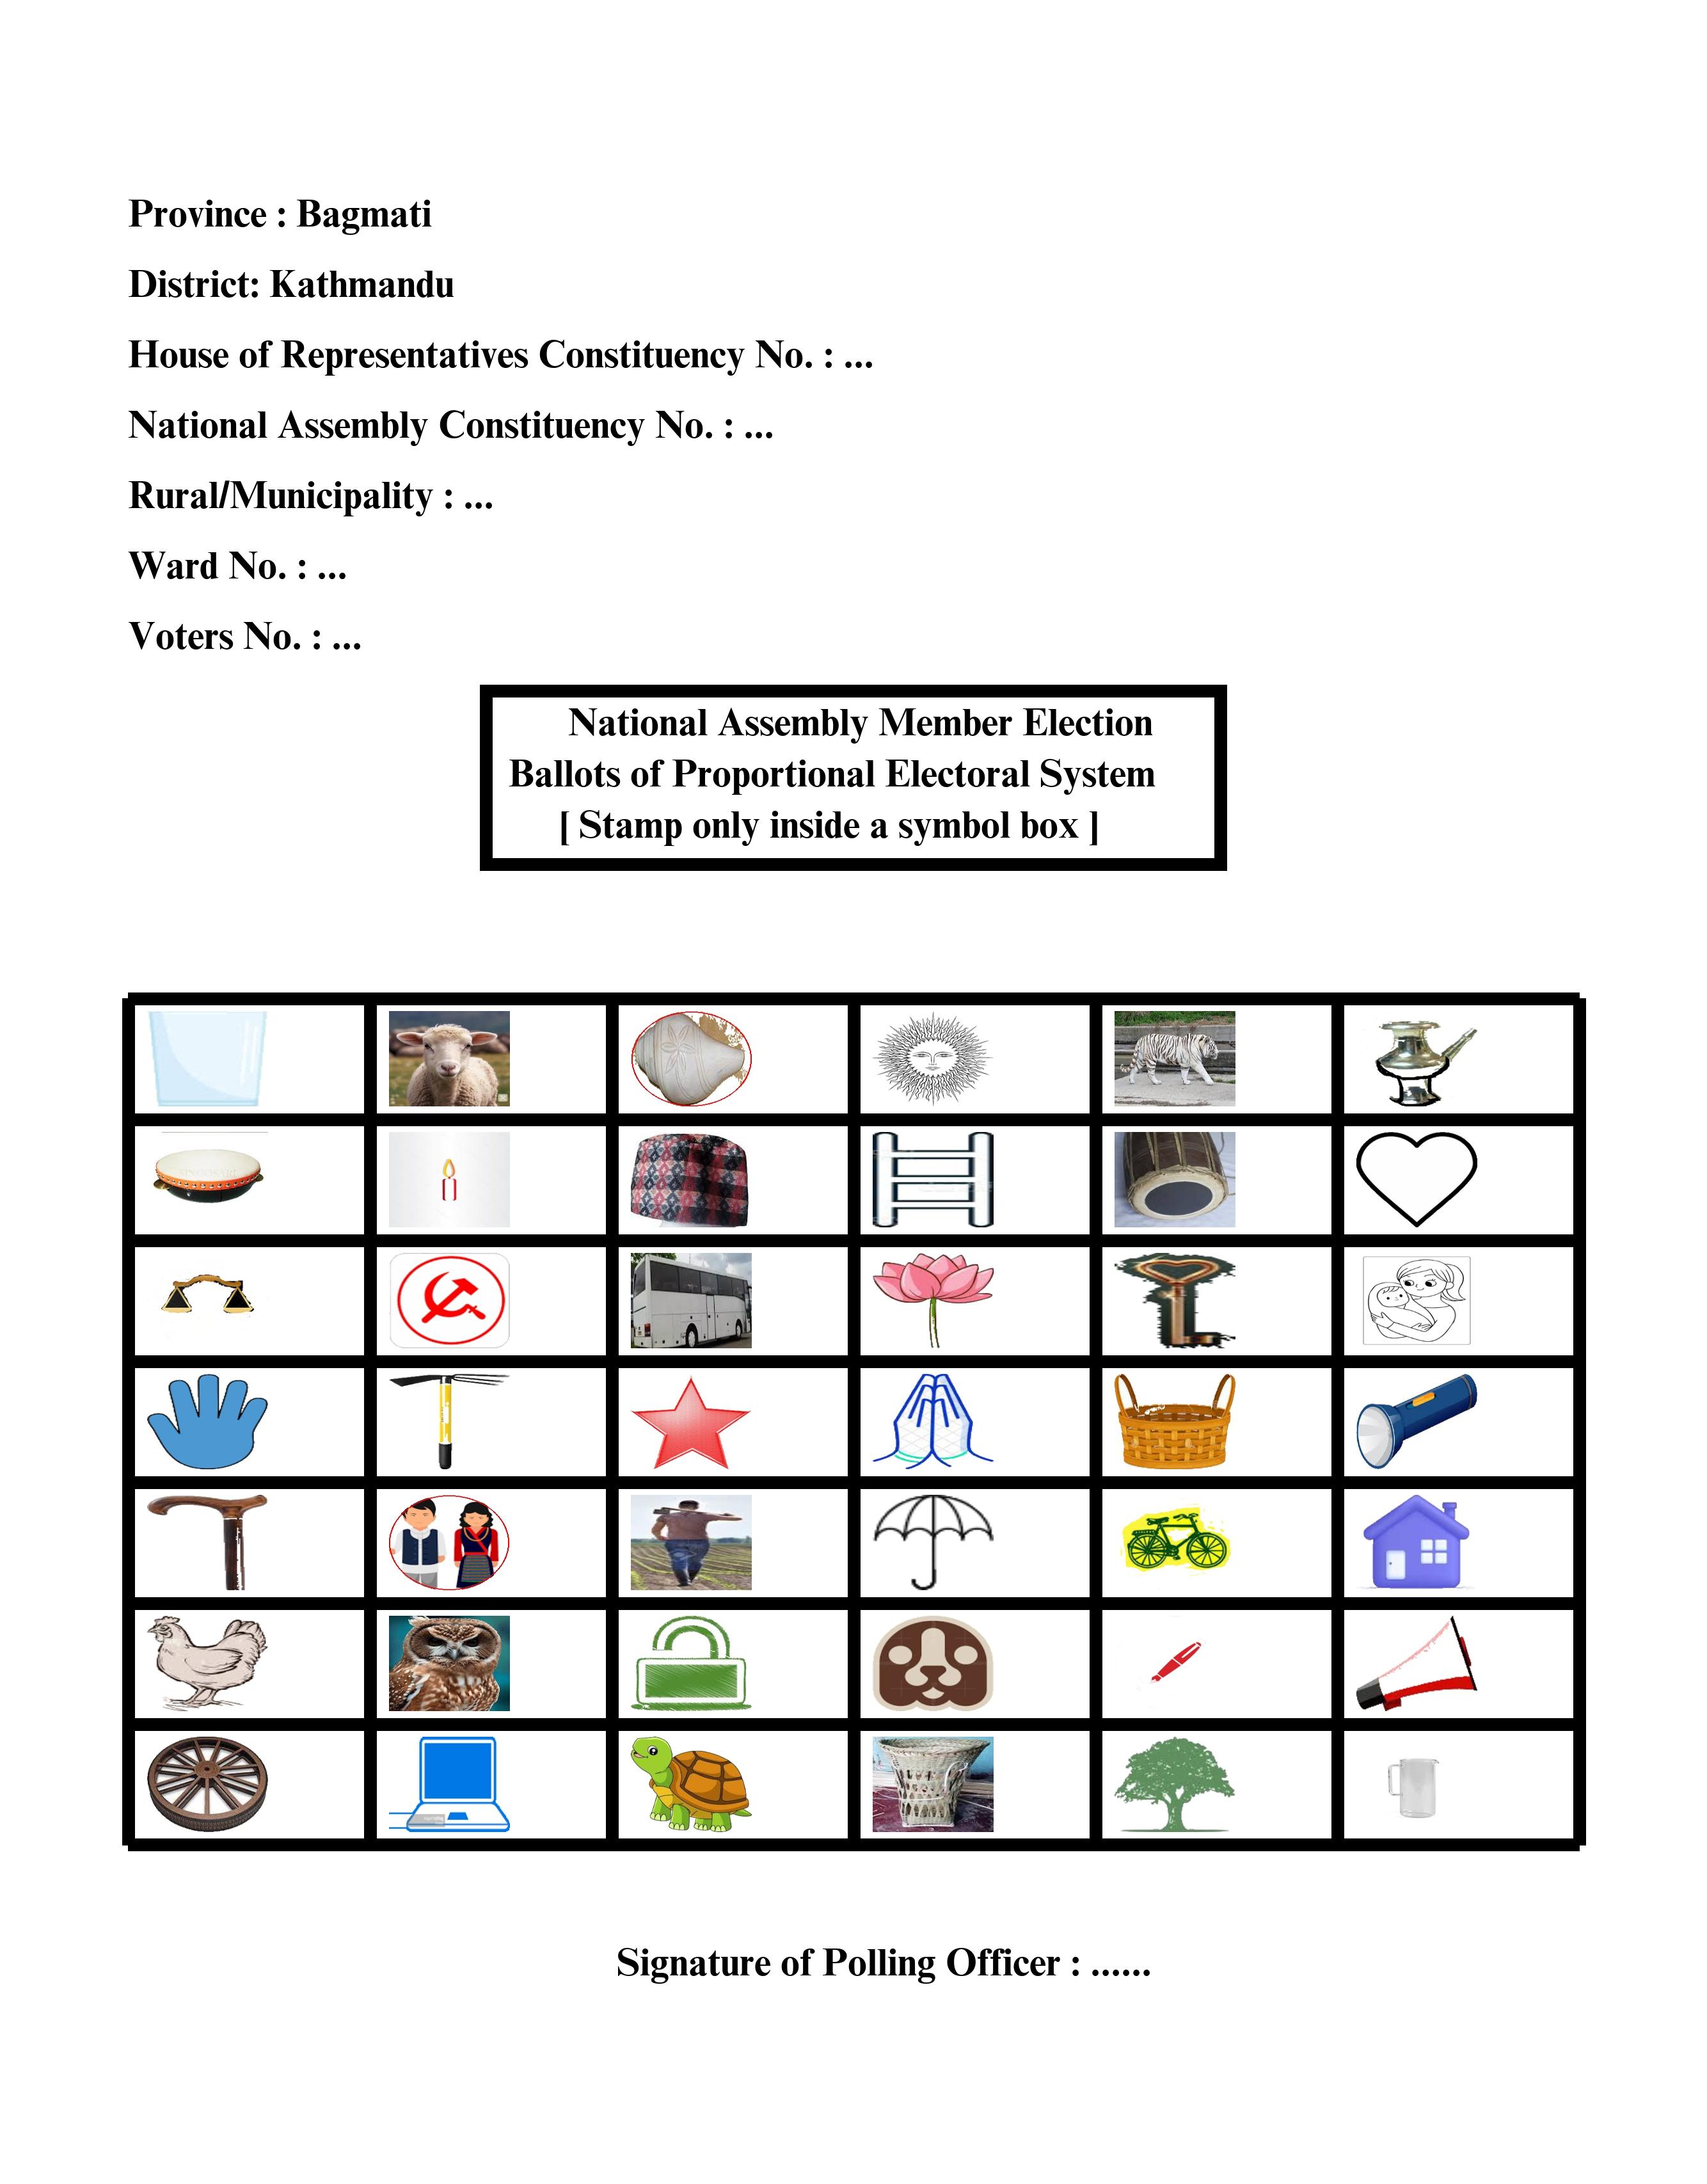 Province : Bagmati
District: Kathmandu
House of Representatives Constituency No. : ...
National Assembly Constituency No. : ...
Rural/Municipality : ...
Ward No. : ...
Voters No. : ...
National Assembly Member Election
Ballots of Proportional Electoral System
[ Stamp only inside a symbol box ]
Signature of Polling Officer : ......